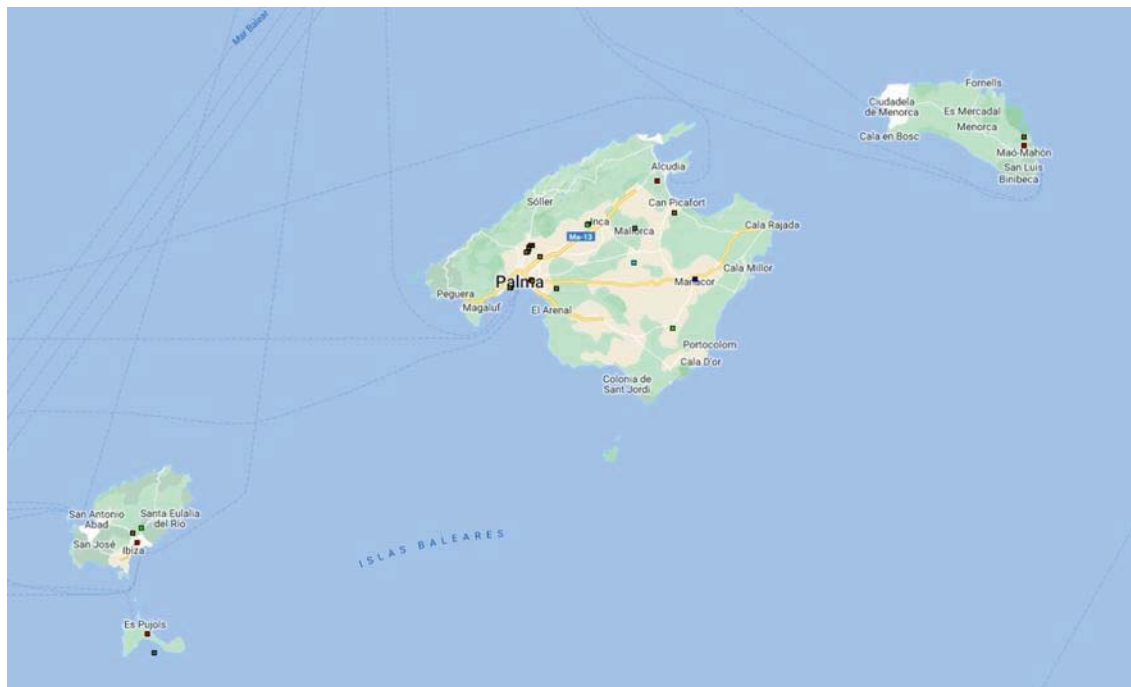 Mar Balear
Fornells
Ciudadela
de Menorca
Es Mercadal
Menorca
Cala en Bosc
Maó-Mahón
San Luis
Binibeca
Alcudia
Sóller
Can Picafort
Inca
Mallorca
Cala Rajada
Ma-13
Cala Millor
Palma
Manacor
Peguera
Magaluf
El Arenal
Portocolom
Cala D'or
Colonia de
Sant Jordi
San Antonio
Abad
Santa Eulalia
del Río
San José
Ibiza
ISLAS BALEARES
Es Pujols